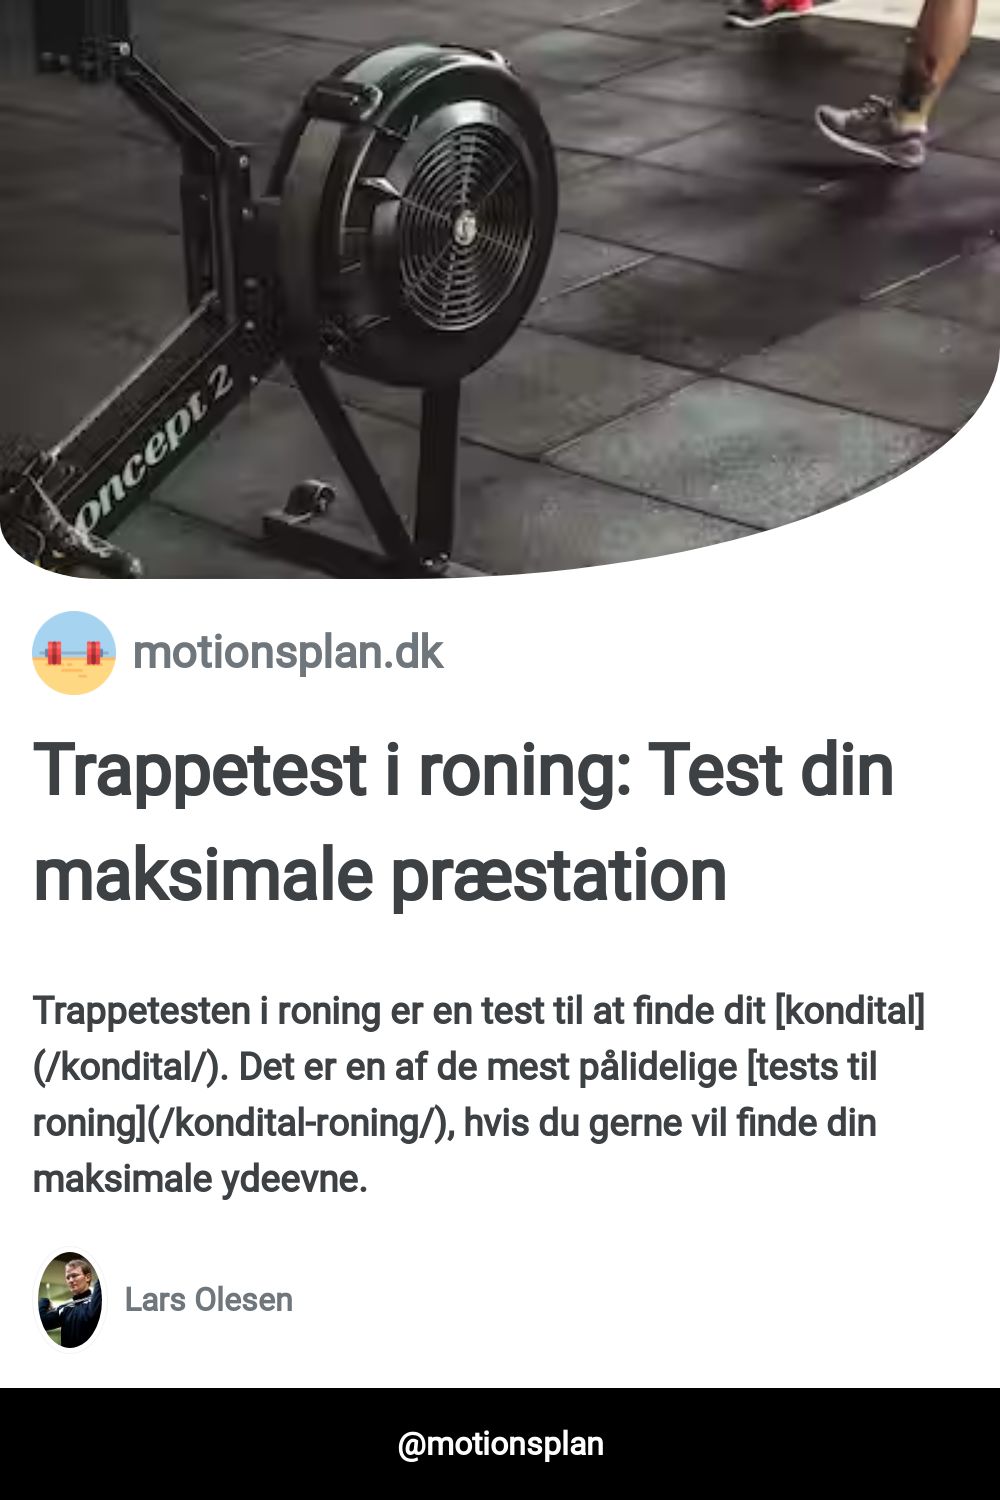 oncept 2
motionsplan.dk
Trappetest i roning: Test din
maksimale præstation
Trappetesten i roning er en test til at finde dit [kondital]
(/kondital/). Det er en af de mest pålidelige [tests til
roning](/kondital-roning/), hvis du gerne vil finde din
maksimale ydeevne.
Lars Olesen
@motionsplan